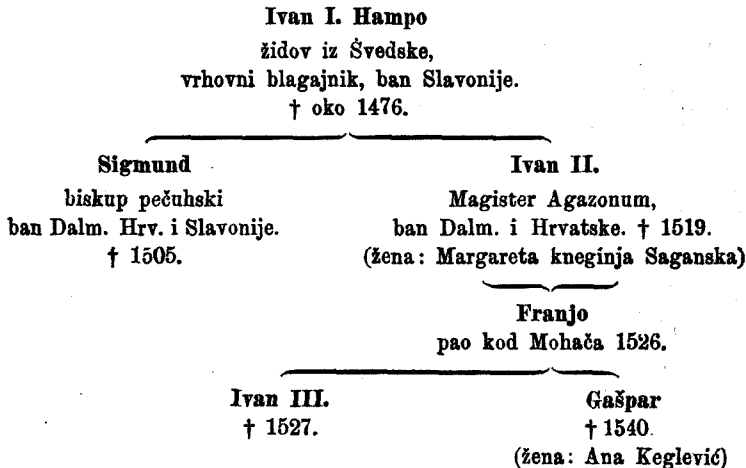 Ivan I. Hampo
židov iz Švedske,
vrhovni blagajnik, ban Slavonije.
† oko 1476.
Sigmund
biskup pečuhski
ban Dalm. Hrv. i Slavonije.
† 1505.
Ivan II.
Magister Agazonum,
ban Dalm. i Hrvatske. † 1519.
(žena: Margareta kneginja Saganska)
Franjo
pao kod Mohača 1526.
Ivan III.
† 1527.
Gašpar
† 1540.
(žena: Ana Keglević)